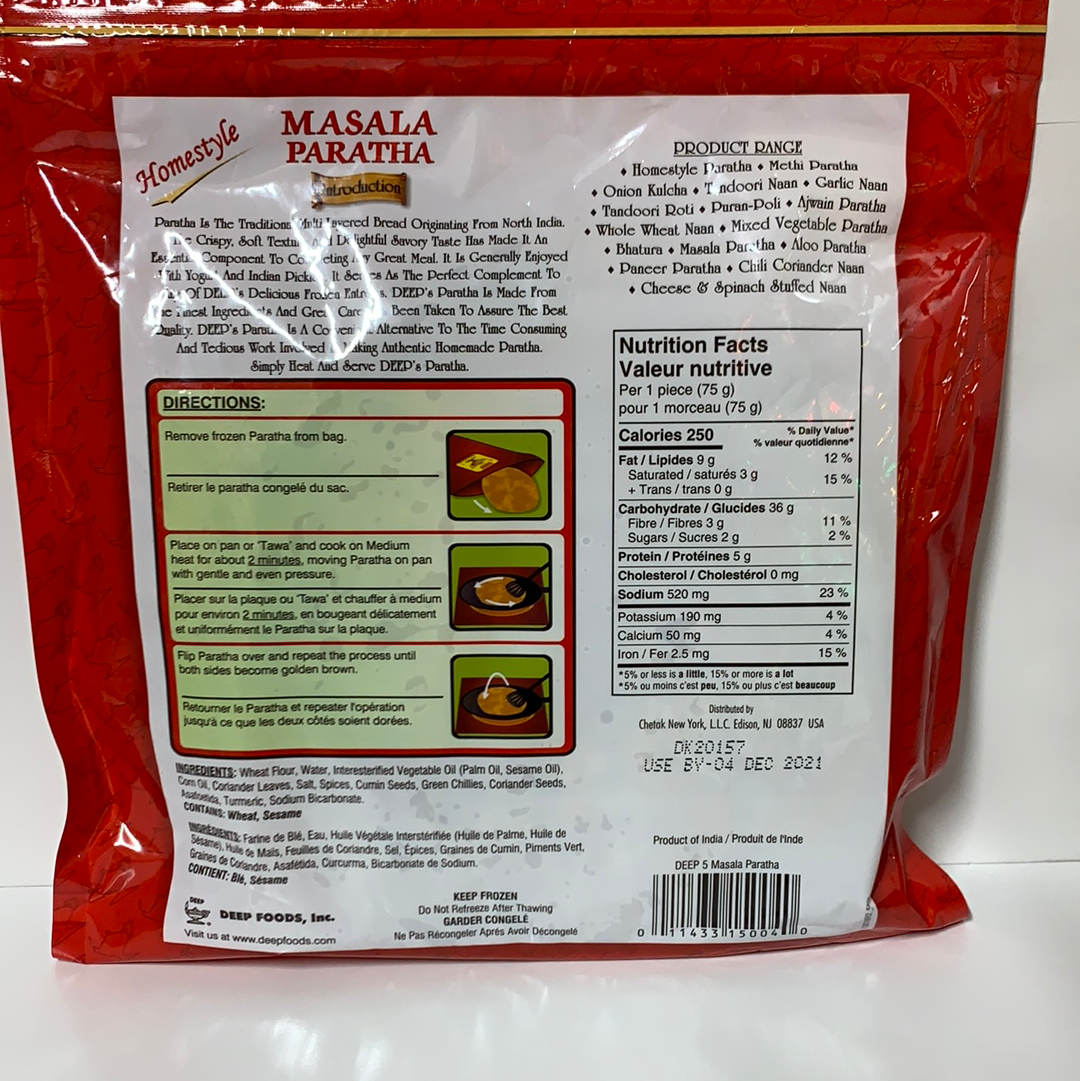 Homestyle
MASALA
PARATHA
Introduction
Paratha Is The Traditional Multi Layered Bread Originating From North India.
Crispy, Soft And Delightful Savory Taste Has Made It An
Component To Any Great Meal. It Is Generally Enjoyed
With And Indian It As The Perfect Complement To
Of Delicious Frozen DEEP's Paratha Is Made From
And Great Care Been Taken To Assure The Best
Quality. DEEP's Is A Alternative To The Time Consuming
And Tedious Work Authentic Homemade Paratha.
Simply Heat And Serve DEEP's Paratha.
DIRECTIONS:
Remove frozen Paratha from bag.
Retirer le paratha congelé du sac.
Place on pan or 'Tawa' and cook on Medium
heat for about 2 minutes, moving Paratha on pan
with gentle and even pressure.
Placer sur la plaque ou 'Tawa' et chauffer à medium
pour environ 2 minutes, en bougeant délicatement
et uniformément le Paratha sur la plaque.
Flip Paratha over and repeat the process until
both sides become golden brown.
Retourner le Paratha et repeater l'opération
jusqu'à ce que les deux côtés soient dorées.
INGREDIENTS: Wheat Flour, Water, Interesterified Vegetable Oil (Palm Oil, Sesame Oil),
Corn Oil, Coriander Leaves, Salt, Spices, Cumin Seeds, Green Chillies, Coriander Seeds,
Asafoetida, Turmeric, Sodium Bicarbonate.
CONTAINS: Wheat, Sesame
INGREDIENTS: Farine de Blé, Eau, Huile Végétale Interstérifiée (Huile de Palme, Huile de
Sésame), Huile de Maïs, Feuilles de Coriandre, Sel, Épices, Graines de Cumin, Piments Vert,
Graines de Coriandre, Asafétida, Curcurma, Bicarbonate de Sodium.
CONTIENT: Blé, Sésame
DEEP
DEEP FOODS, Inc.
Visit us at www.deepfoods.com
KEEP FROZEN
Do Not Refreeze After Thawing
GARDER CONGELÉ
Ne Pas Récongeler Aprés Avoir Décongelé
PRODUCT RANGE
♦ Homestyle Paratha ♦ Methi Paratha
♦ Onion Kulcha ♦ Tandoori Naan ♦ Garlic Naan
♦ Tandoori Roti ♦ Puran-Poli ♦ Ajwain Paratha
♦ Whole Wheat Naan ♦ Mixed Vegetable Paratha
♦ Bhatura ♦ Masala Paratha ♦ Aloo Paratha
♦ Paneer Paratha ♦ Chili Coriander Naan
♦ Cheese & Spinach Stuffed Naan
Nutrition Facts
Valeur nutritive
Per 1 piece (75 g)
pour 1 morceau (75 g)
Calories 250 % Daily Value*
% valeur quotidienne*
Fat / Lipides 9 g 12 %
Saturated / saturés 3 g 15 %
+ Trans / trans 0 g
Carbohydrate / Glucides 36 g
Fibre / Fibres 3 g 11 %
Sugars / Sucres 2 g 2 %
Protein / Protéines 5 g
Cholesterol / Cholestérol 0 mg
Sodium 520 mg 23 %
Potassium 190 mg 4 %
Calcium 50 mg 4 %
Iron / Fer 2.5 mg 15 %
*5% or less is a little, 15% or more is a lot
*5% ou moins c'est peu, 15% ou plus c'est beaucoup
Distributed by
Chetak New York, L.L.C. Edison, NJ 08837 USA
DK20157
USE BY-04 DEC 2021
Product of India / Produit de l'Inde
DEEP 5 Masala Paratha
0 11433 15004 0